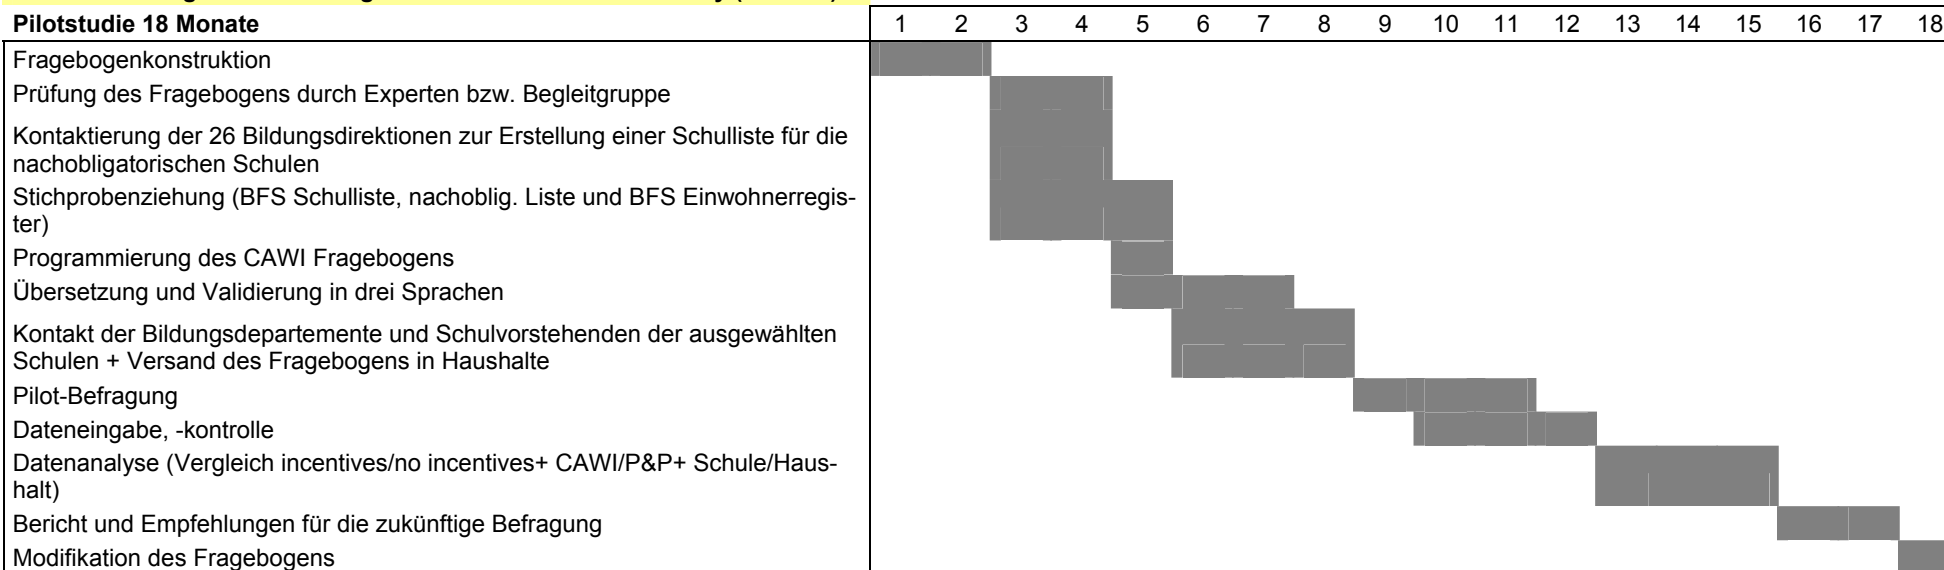 Pilotstudie 18 Monate 1 2 3 4 5 6 7 8 9 10 11 12 13 14 15 16 17 18
Fragebogenkonstruktion
Prüfung des Fragebogens durch Experten bzw. Begleitgruppe
Kontaktierung der 26 Bildungsdirektionen zur Erstellung einer Schulliste für die
nachobligatorischen Schulen
Stichprobenziehung (BFS Schulliste, nachoblig. Liste und BFS Einwohnerregis-
ter)
Programmierung des CAWI Fragebogens
Übersetzung und Validierung in drei Sprachen
Kontakt der Bildungsdepartemente und Schulvorstehenden der ausgewählten
Schulen + Versand des Fragebogens in Haushalte
Pilot-Befragung
Dateneingabe, -kontrolle
Datenanalyse (Vergleich incentives/no incentives+ CAWI/P&P+ Schule/Haus-
halt)
Bericht und Empfehlungen für die zukünftige Befragung
Modifikation des Fragebogens